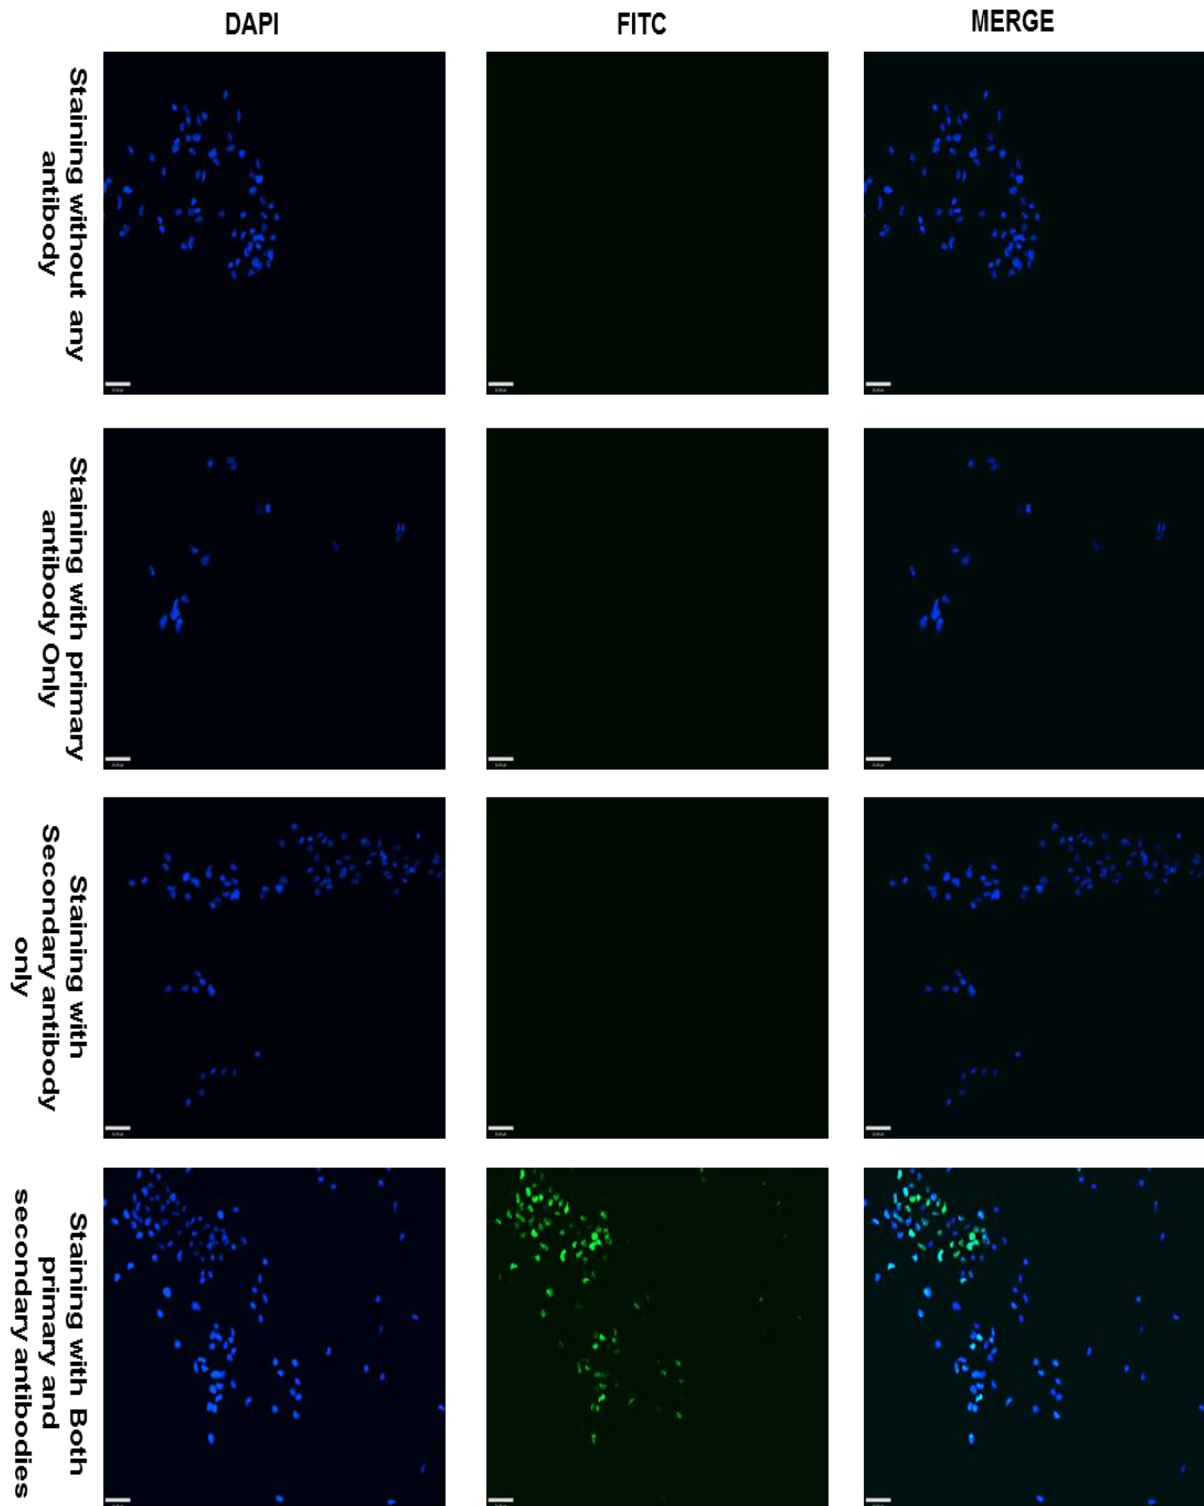 DAPI
FITC
MERGE
Staining without any
antibody
Staining with primary
antibody Only
Staining with
Secondary antibody
only
Staining with Both
primary and
secondary antibodies